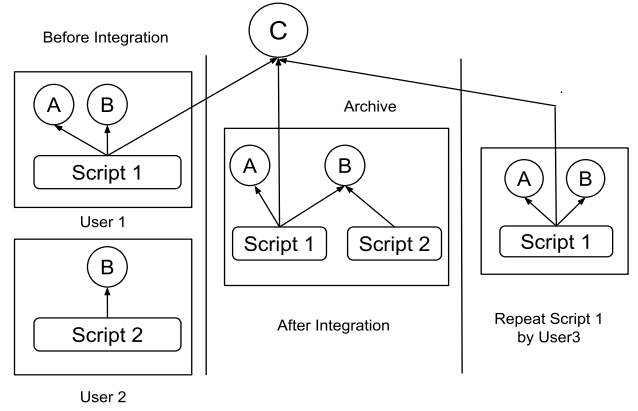 C
Before Integration
A B
Script 1
User 1
B
Script 2
User 2
Archive
A B
Script 1 Script 2
After Integration
A B
Script 1
Repeat Script 1
by User3